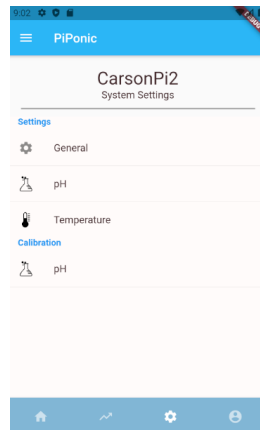 9:02
PiPonic
CarsonPi2
System Settings
Settings
General
pH
Temperature
Calibration
pH